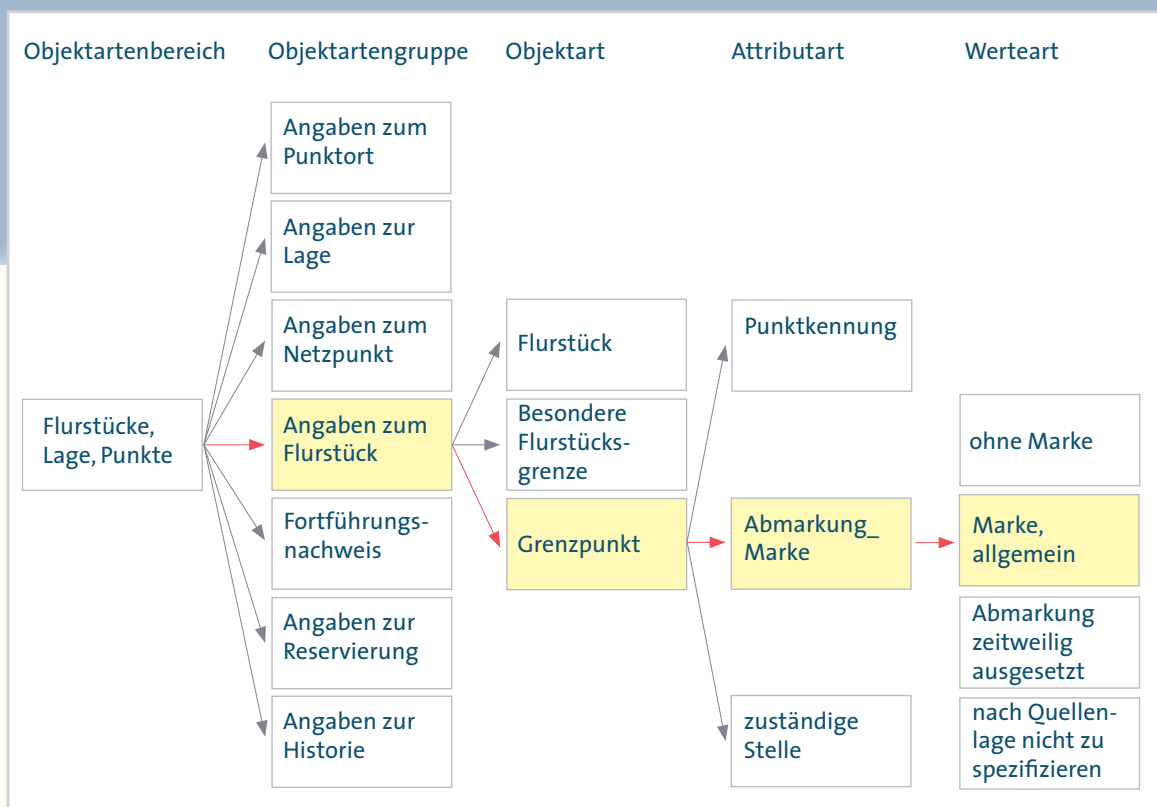 Objektartenbereich
Objektartengruppe
Objektart
Attributart
Werteart
Flurstücke,
Lage, Punkte
Angaben zum
Punktort
Angaben zur
Lage
Angaben zum
Netzpunkt
Angaben zum
Flurstück
Fortführungs-
nachweis
Angaben zur
Reservierung
Angaben zur
Historie
Flurstück
Besondere
Flurstücks-
grenze
Grenzpunkt
Punktkennung
Abmarkung_
Marke
zuständige
Stelle
ohne Marke
Marke,
allgemein
Abmarkung
zeitweilig
ausgesetzt
nach Quellen-
lage nicht zu
spezifizieren